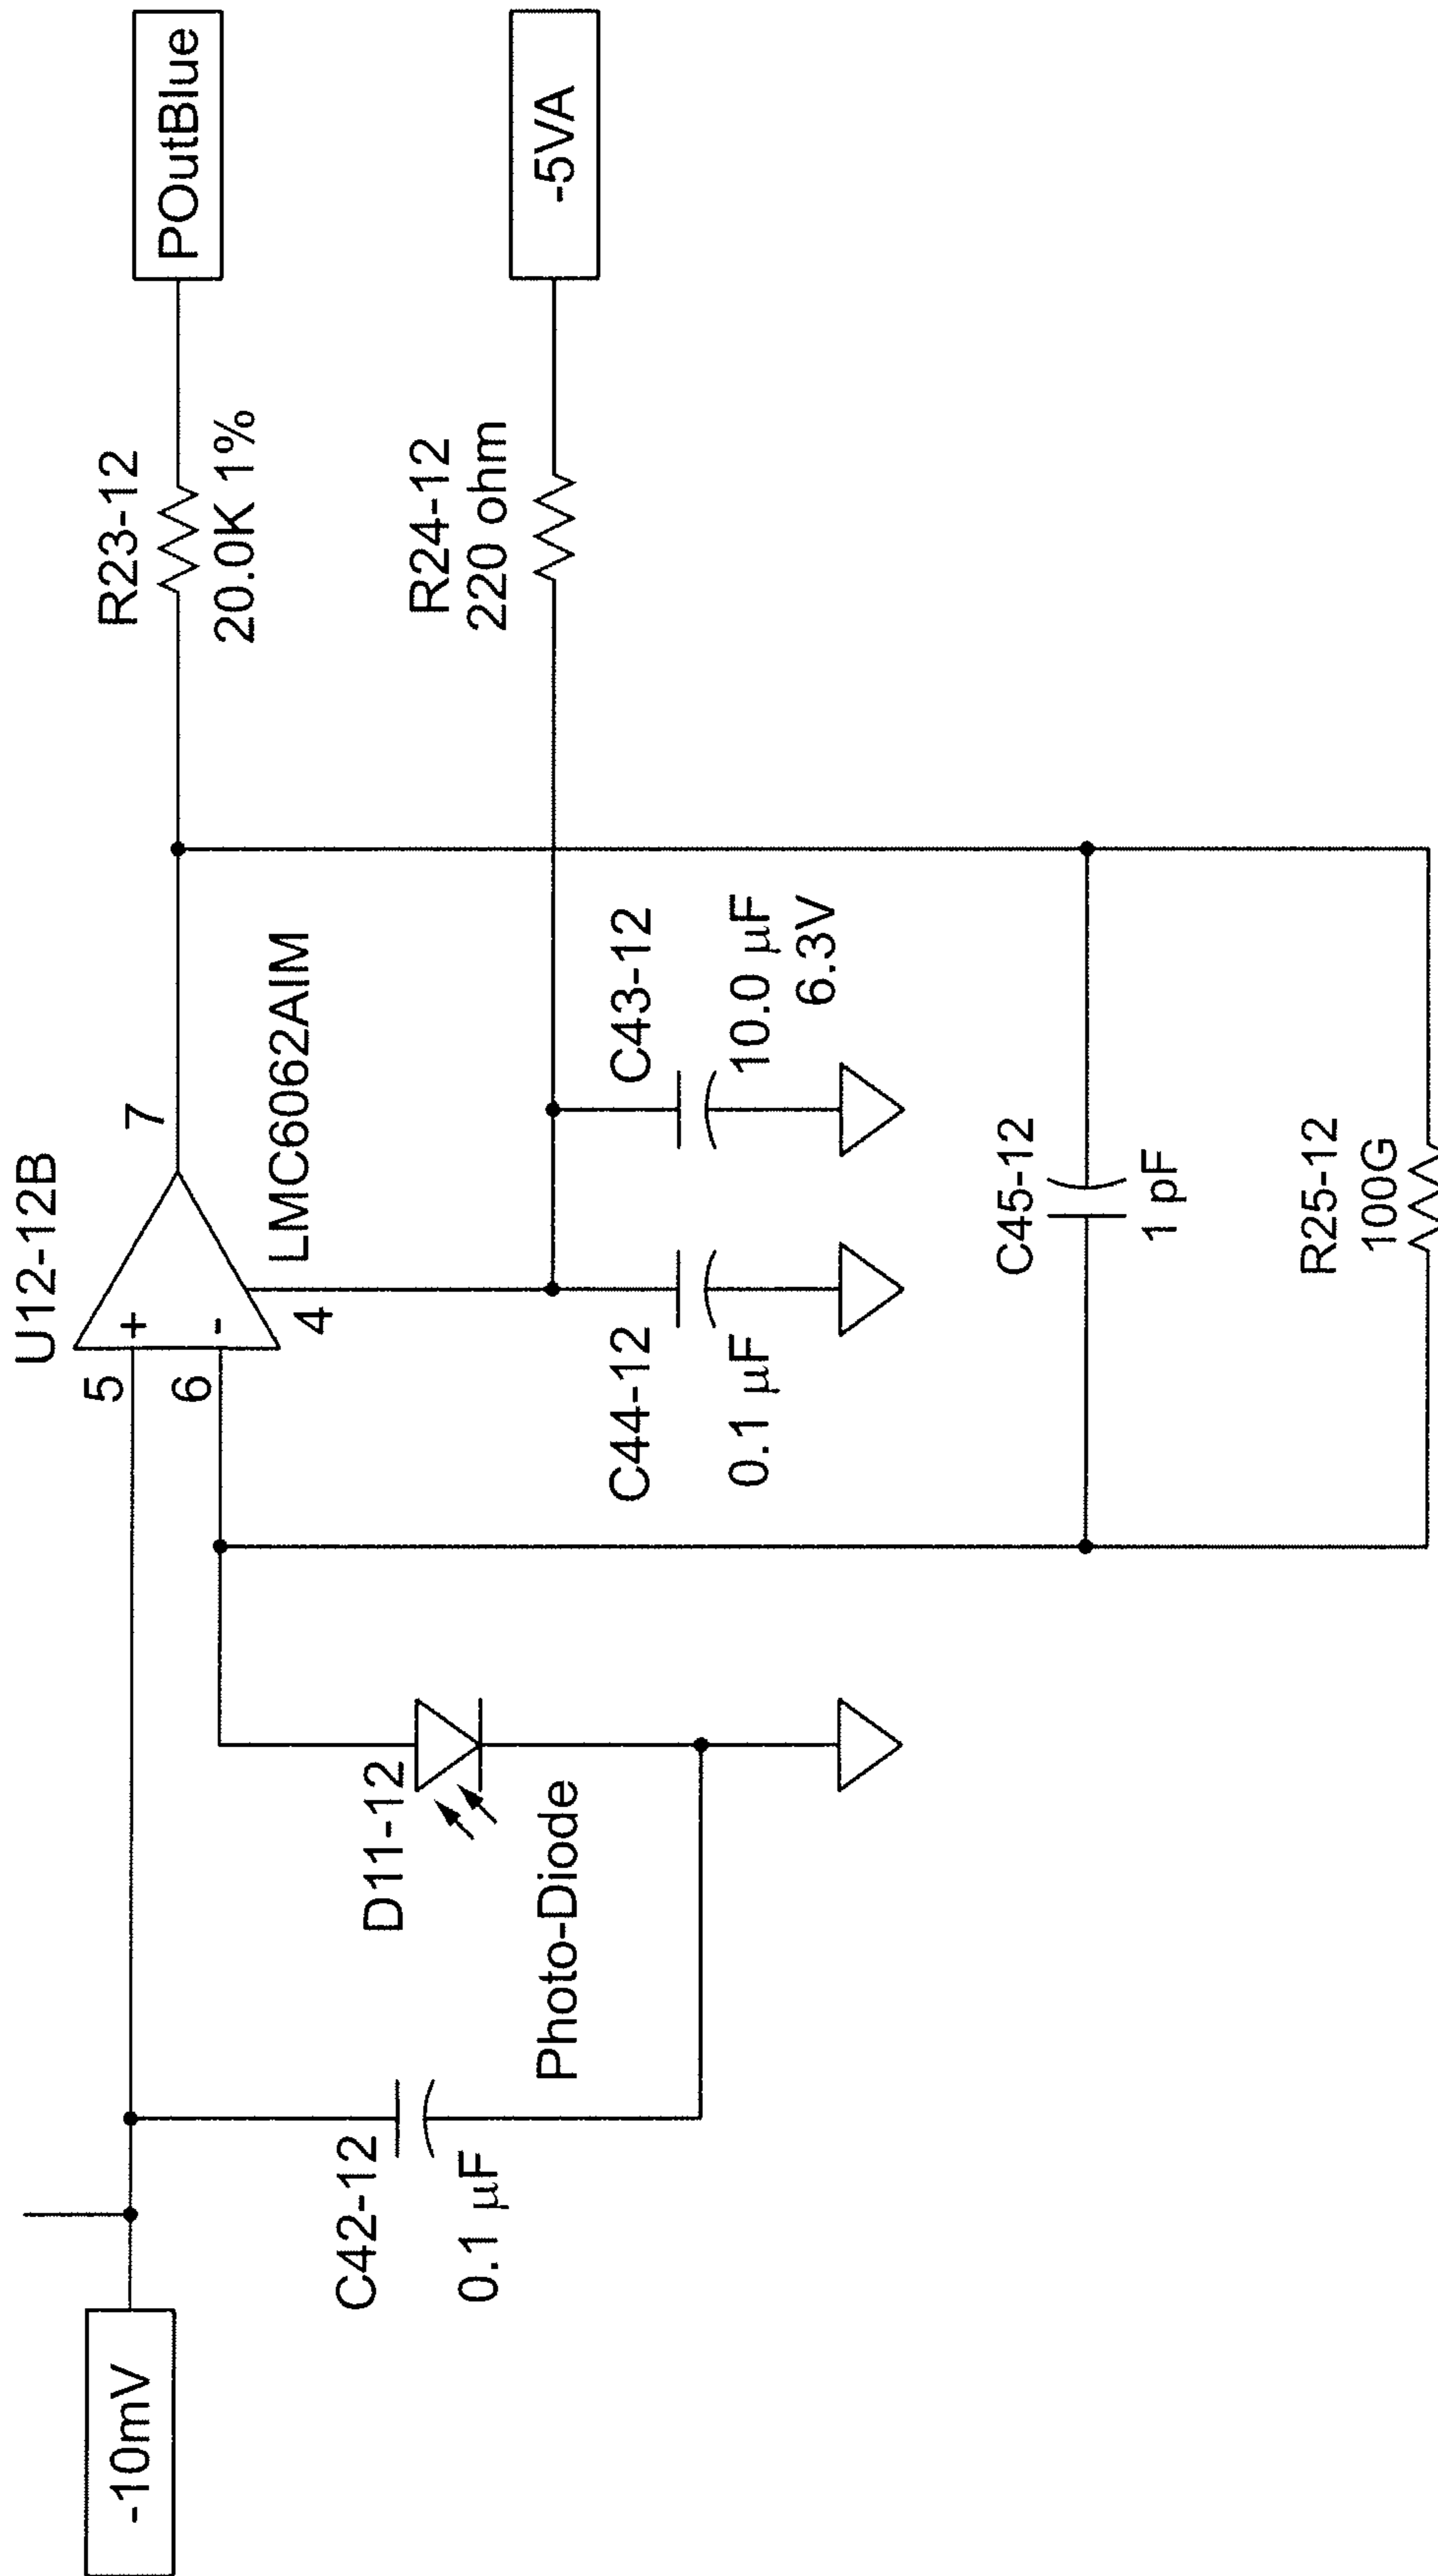 U12-12B
-10mV
5
+
6
-
7
4
LMC6062AIM
R23-12
20.0K 1%
POutBlue
C42-12
0.1 μF
D11-12
Photo-Diode
R24-12
220 ohm
-5VA
C44-12
0.1 μF
C43-12
10.0 μF
6.3V
C45-12
1 pF
R25-12
100G